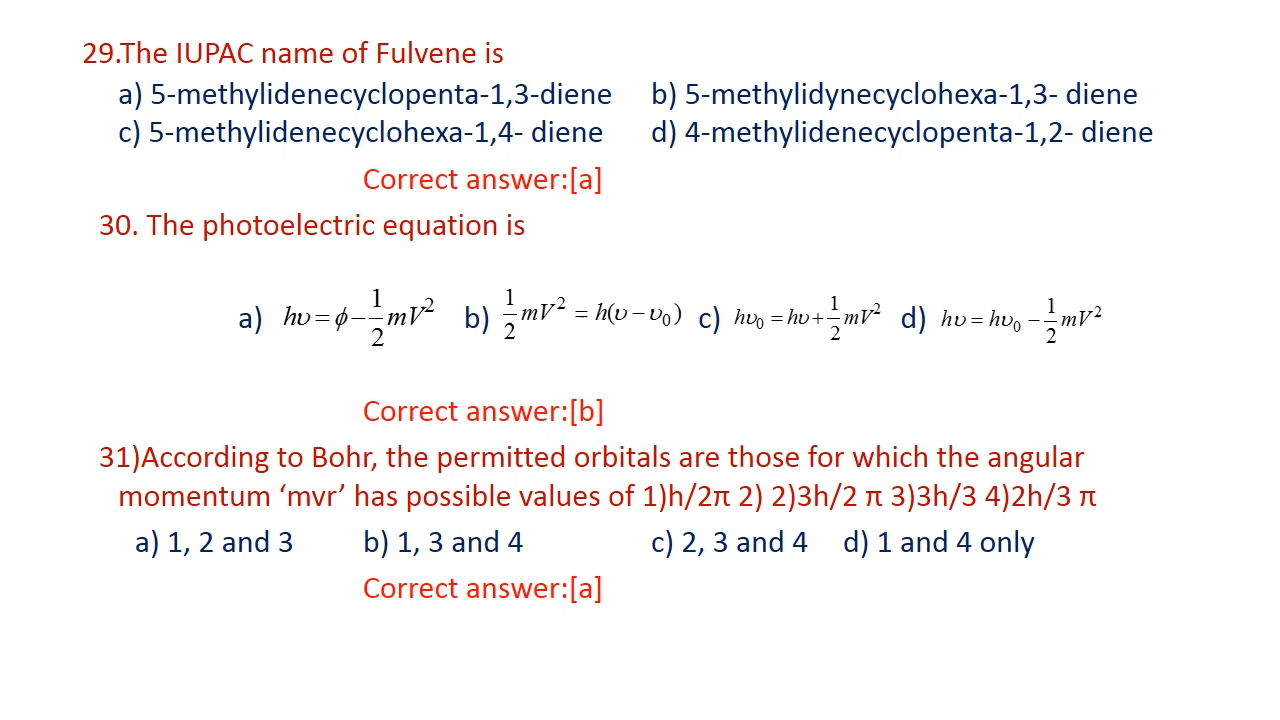 29.The IUPAC name of Fulvene is
a) 5-methylidenecyclopenta-1,3-diene b) 5-methylidynecyclohexa-1,3- diene
c) 5-methylidenecyclohexa-1,4- diene d) 4-methylidenecyclopenta-1,2- diene
Correct answer:[a]
30. The photoelectric equation is
a) hυ = ϕ − 1/2 mV² b) 1/2 mV² = h(υ − υ₀) c) hυ₀ = hυ + 1/2 mV² d) hυ = hυ₀ − 1/2 mV²
Correct answer:[b]
31)According to Bohr, the permitted orbitals are those for which the angular
momentum ‘mvr’ has possible values of 1)h/2π 2) 2)3h/2 π 3)3h/3 4)2h/3 π
a) 1, 2 and 3 b) 1, 3 and 4 c) 2, 3 and 4 d) 1 and 4 only
Correct answer:[a]